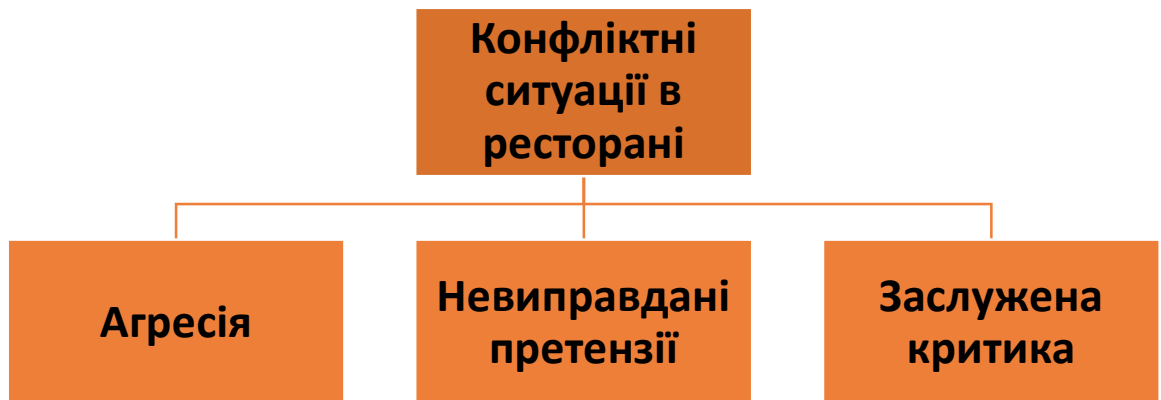 Конфліктні
ситуації в
ресторані
Агресія
Невиправдані
претензії
Заслужена
критика